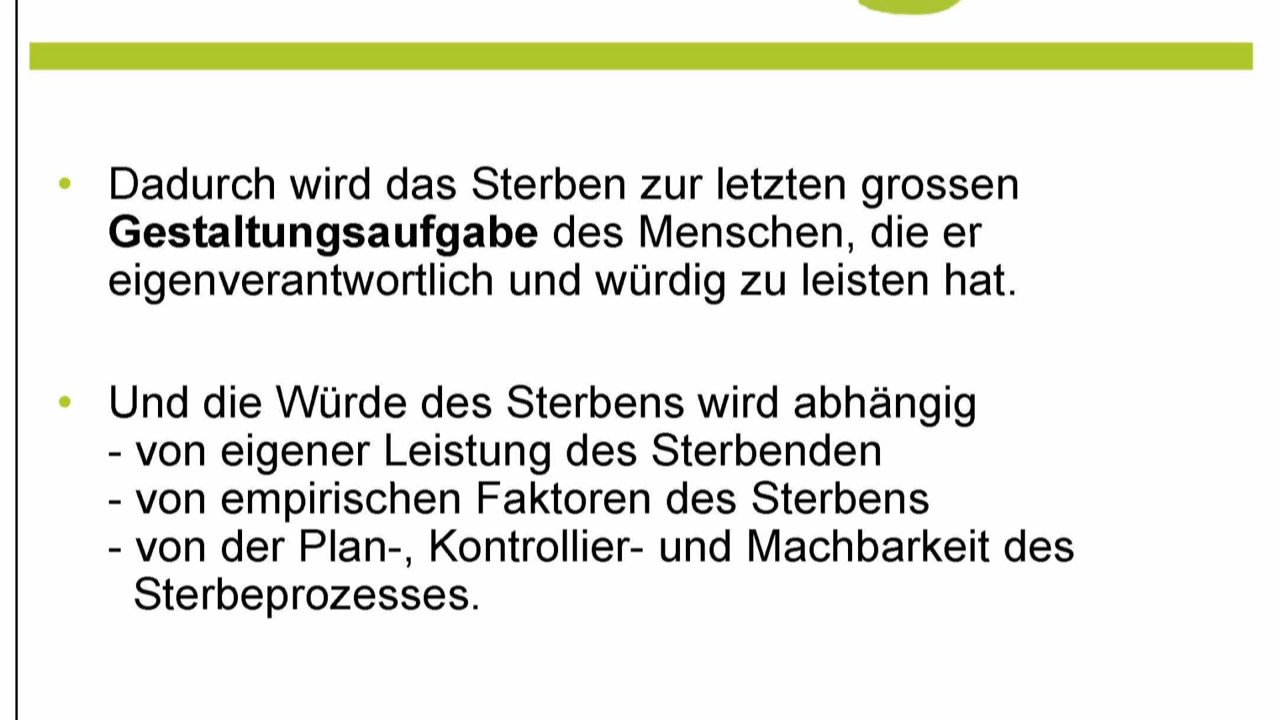 • Dadurch wird das Sterben zur letzten grossen
Gestaltungsaufgabe des Menschen, die er
eigenverantwortlich und würdig zu leisten hat.
• Und die Würde des Sterbens wird abhängig
- von eigener Leistung des Sterbenden
- von empirischen Faktoren des Sterbens
- von der Plan-, Kontrollier- und Machbarkeit des
Sterbeprozesses.